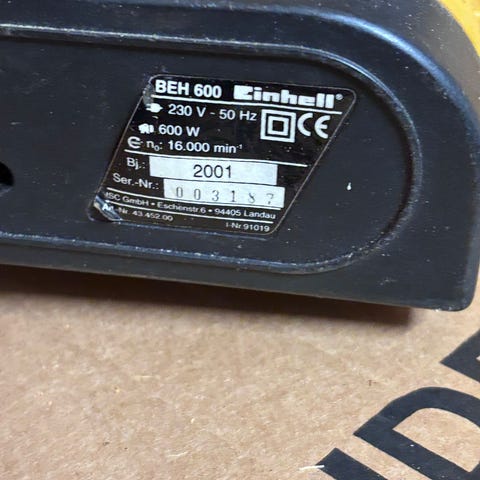 BEH 600 Einhell®
230 V - 50 Hz
600 W CE
n₀: 16.000 min⁻¹
Bj.: 2001
Ser.-Nr.: 003187
ISC GmbH • Eschenstr.6 • 94405 Landau
Art.-Nr. 43.452.00 I-Nr 91019